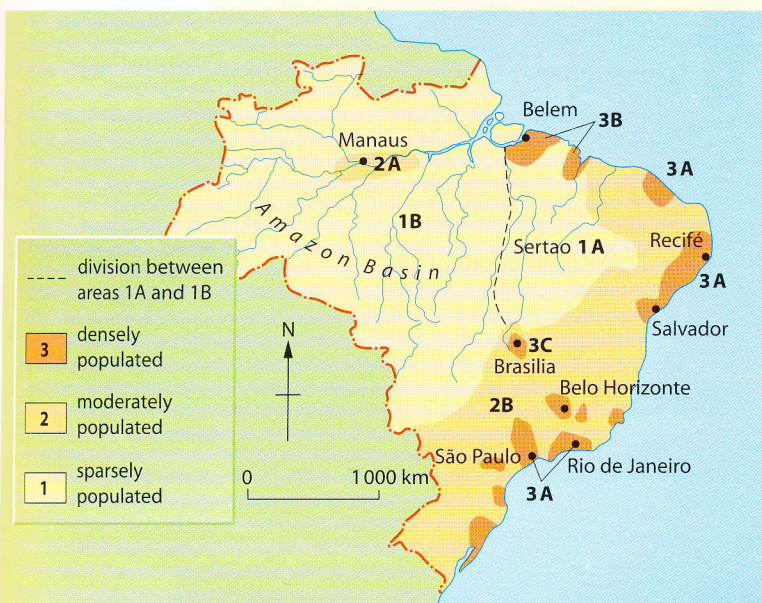 Belem
3B
Manaus
2A
3A
1B
Amazon Basin
Sertao 1A
Recifé
3A
Salvador
3C
Brasilia
Belo Horizonte
2B
São Paulo
Rio de Janeiro
3A
division between
areas 1A and 1B
3 densely
populated
2 moderately
populated
1 sparsely
populated
N
0 1000 km